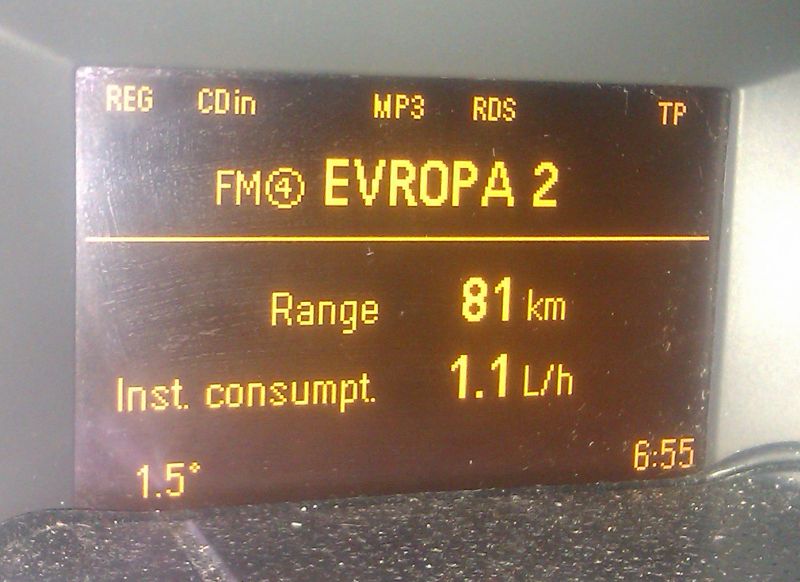 REG CDin MP3 RDS TP
FM④ EVROPA 2
Range 81 km
Inst. consumpt. 1.1 L/h
1.5° 6:55